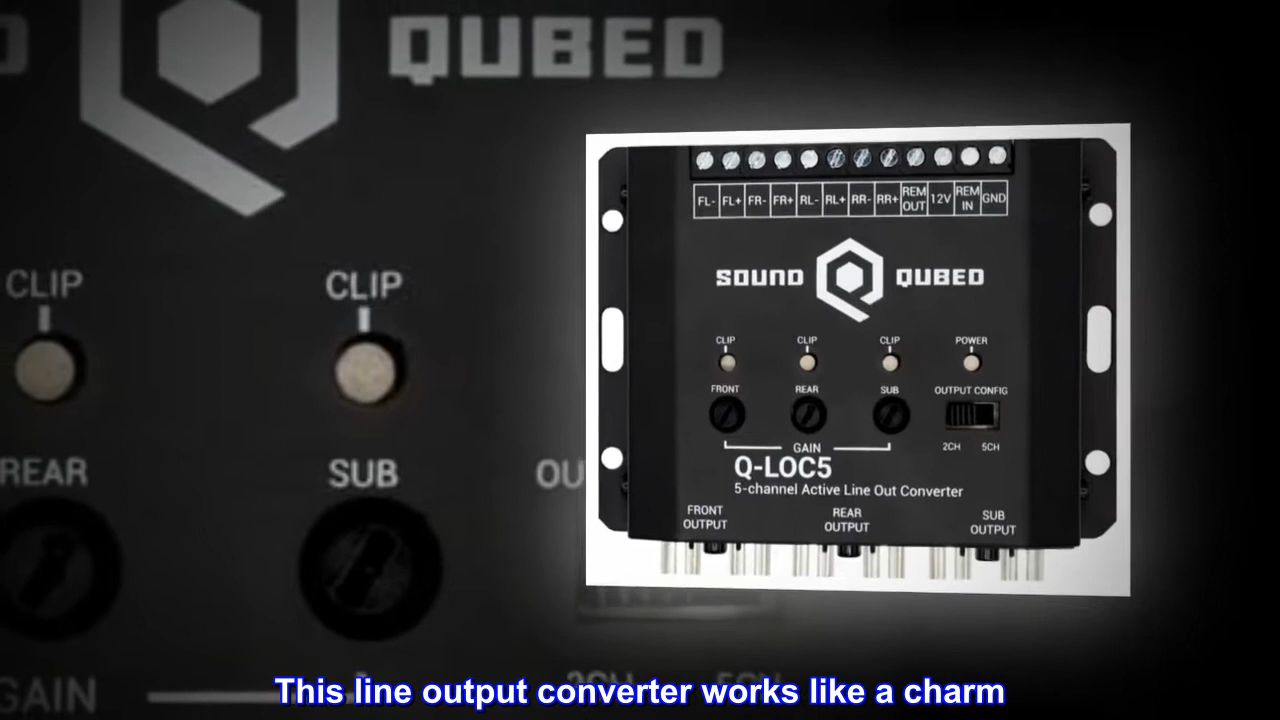 QUBED
CLIP CLIP
REAR SUB OU
GAIN
FL- FL+ FR- FR+ RL- RL+ RR- RR+ REM OUT 12V REM IN GND
SOUND QUBED
CLIP CLIP CLIP POWER
FRONT REAR SUB OUTPUT CONFIG
GAIN 2CH 5CH
Q-LOC5
5-channel Active Line Out Converter
FRONT OUTPUT REAR OUTPUT SUB OUTPUT
This line output converter works like a charm